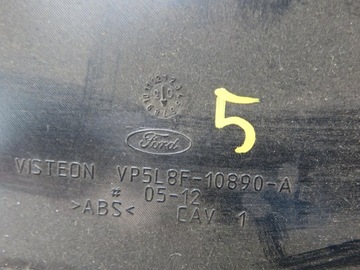 5
Ford
VISTEON VP5L8F-10890-A
# 05-12
>ABS< CAV 1